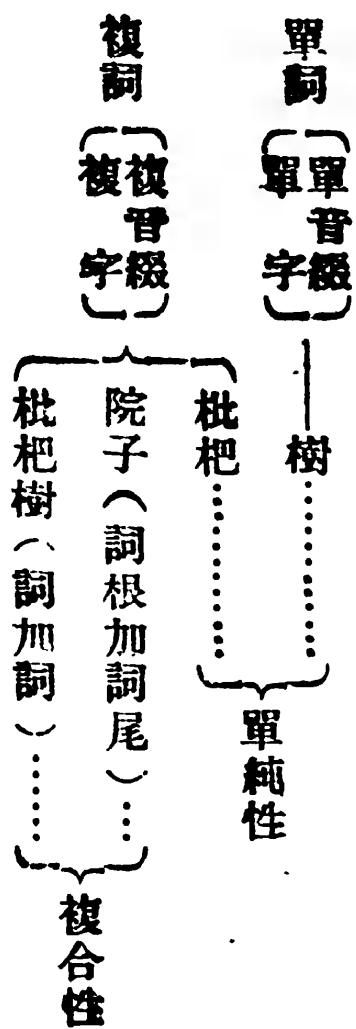 單詞
單音綴
單字
樹…………
複詞
複音綴
複字
枇杷…………
院子（詞根加詞尾）…
枇杷樹（詞加詞）……
單純性
複合性